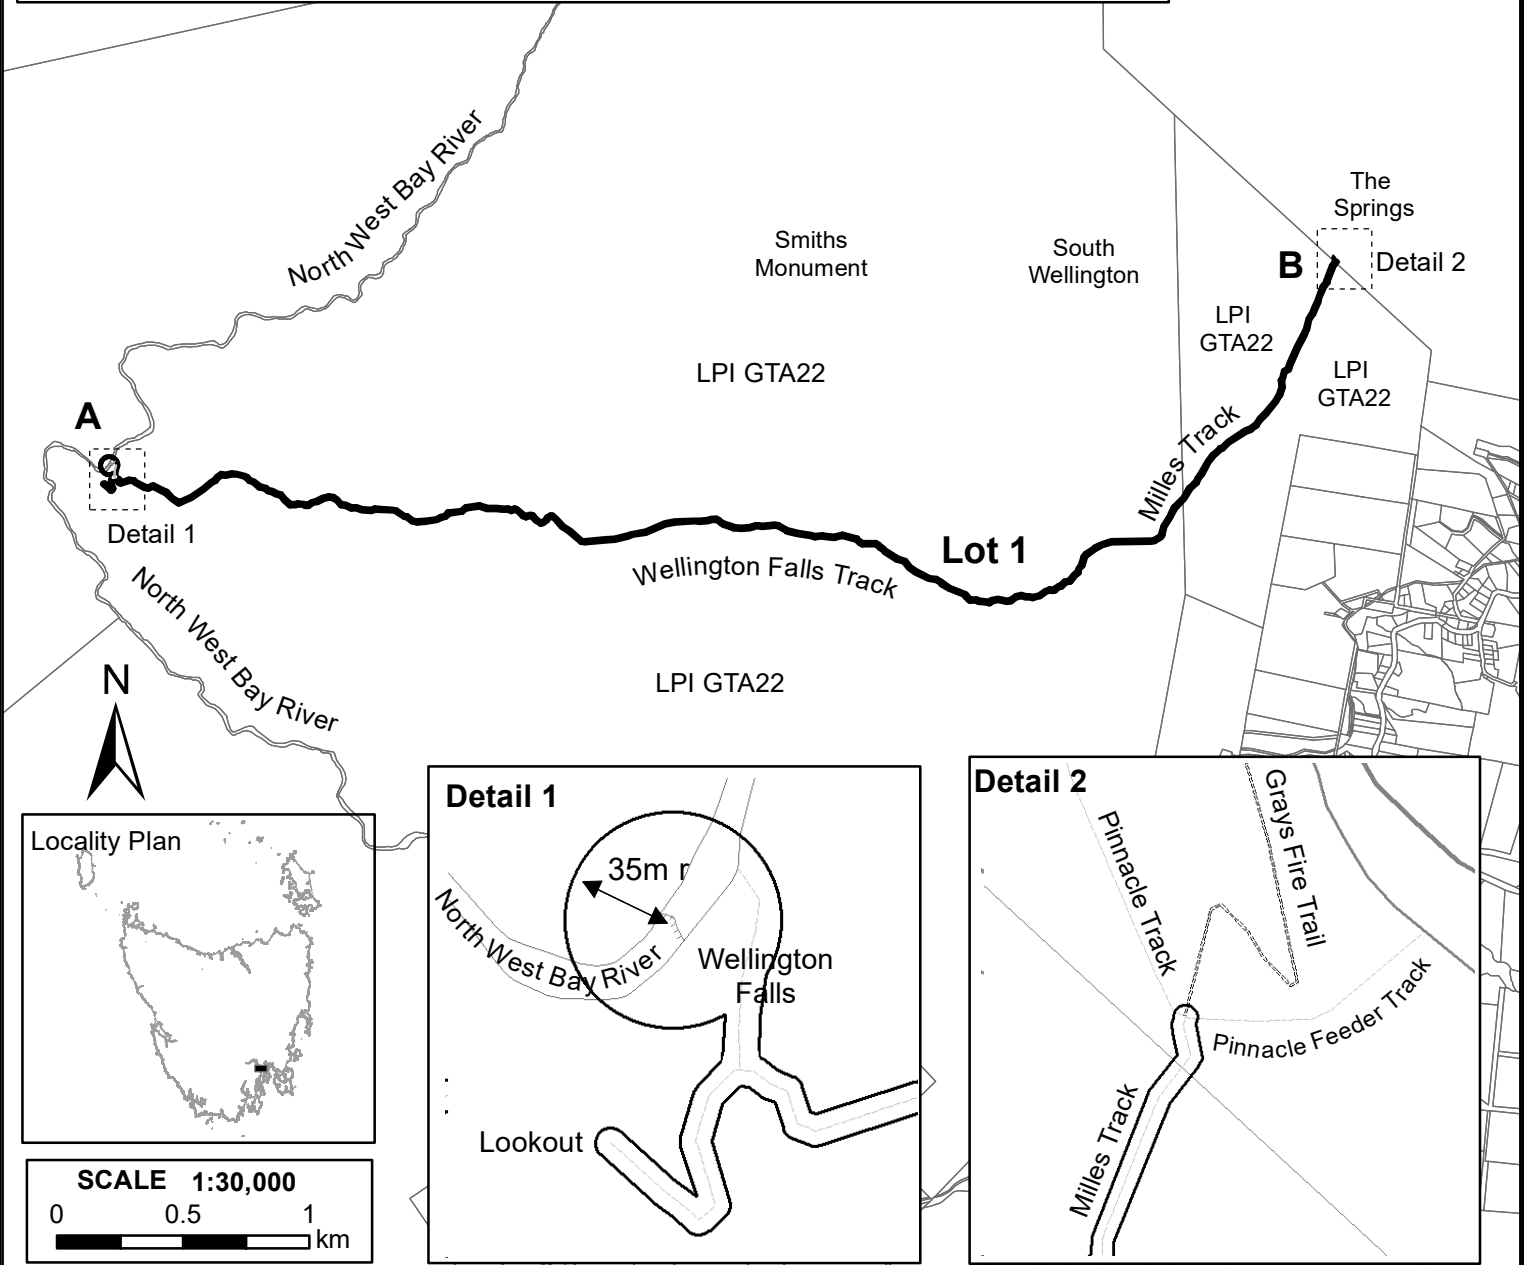 North West Bay River
The
Springs
Smiths
Monument
South
Wellington
B
Detail 2
LPI
GTA22
LPI GTA22
LPI
GTA22
A
Milles Track
Detail 1
Lot 1
Wellington Falls Track
North West Bay River
N
LPI GTA22
Locality Plan
SCALE 1:30,000
0 0.5 1
km
Detail 1
35m r
North West Bay River
Wellington
Falls
Lookout
Detail 2
Pinnacle Track
Grays Fire Trail
Pinnacle Feeder Track
Milles Track